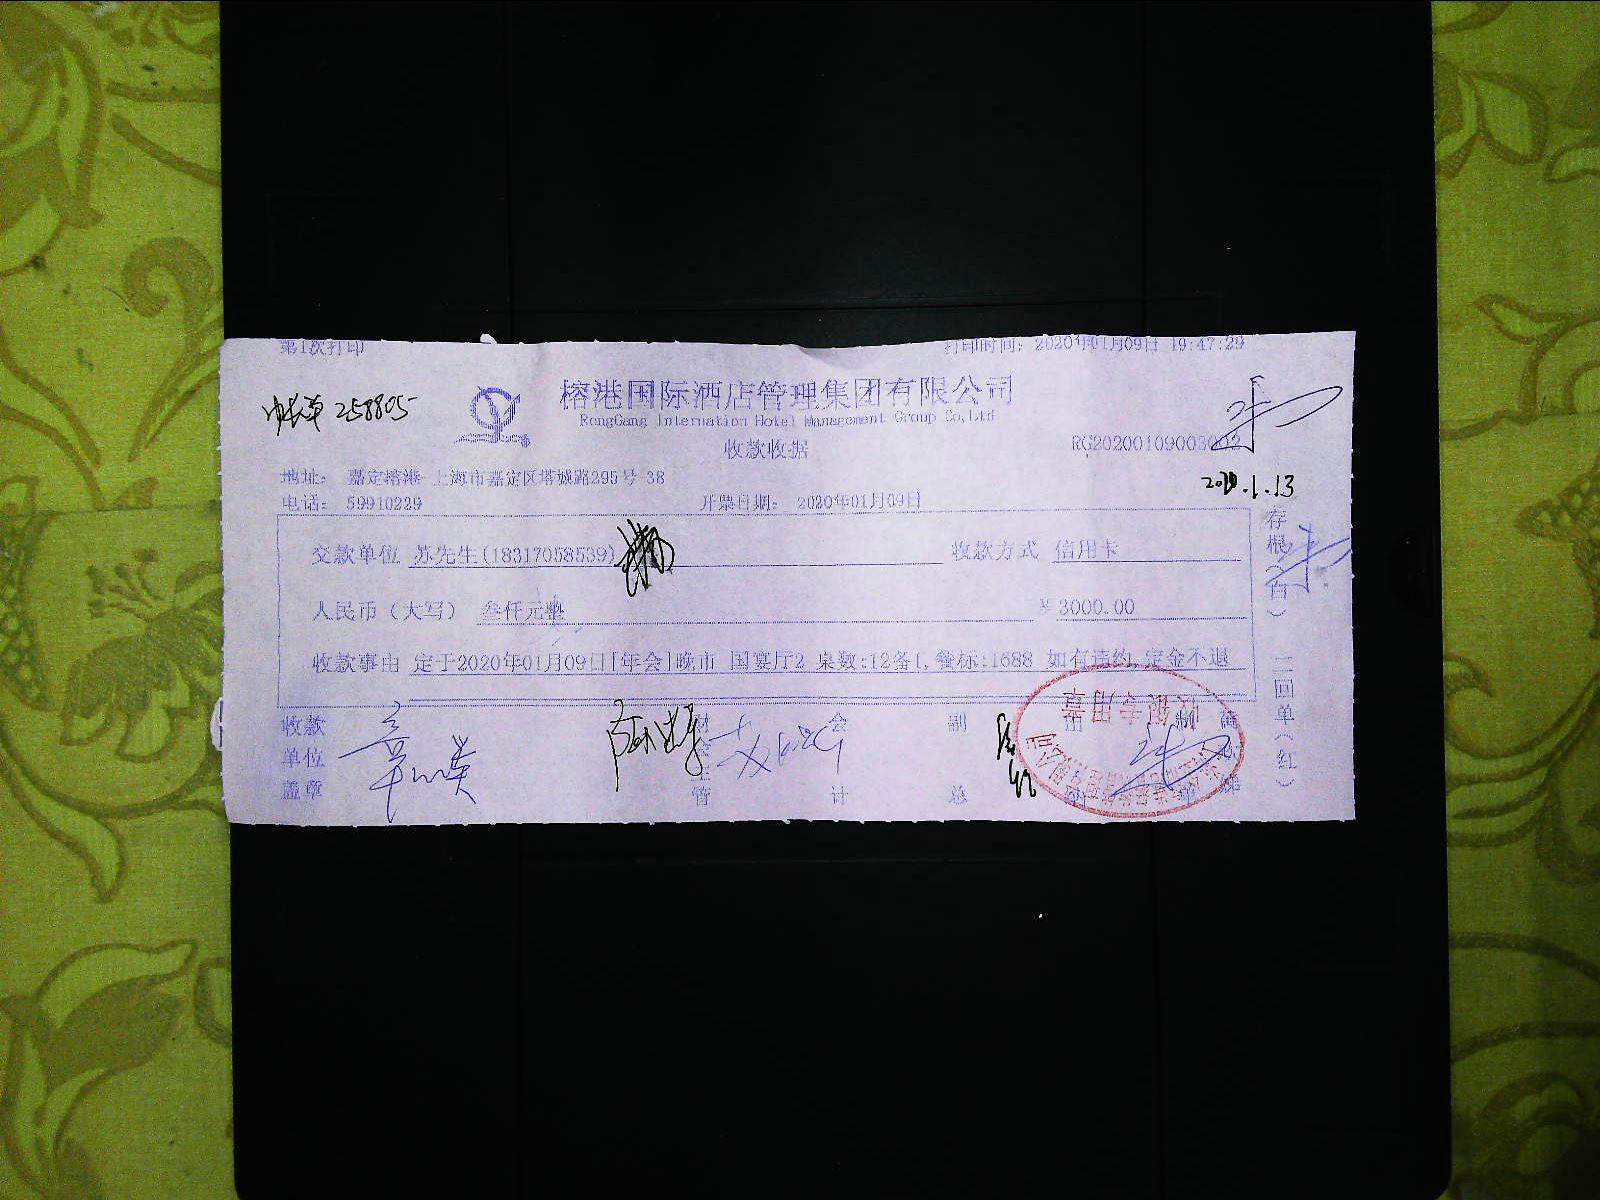 第1次打印 打印时间：2020年01月09日 19:47:29
258805
榕港国际酒店管理集团有限公司
RongGang Internation Hotel Management Group Co,Ltd
收款收据 RG20200109003002
地址： 嘉定榕港 上海市嘉定区塔城路295号-38
2020.1.13
电话： 59910229 开票日期： 2020年01月09日
交款单位 苏先生(18317058539) 收款方式 信用卡
人民币（大写） 叁仟元整 ¥3000.00
收款事由 定于2020年01月09日[年会]晚市 国宴厅2 桌数:12备1,餐标:1688 如有违约,定金不退
存根（白） 二回单（红）
收款单位盖章 财务主管 会计 副总
收银专用章